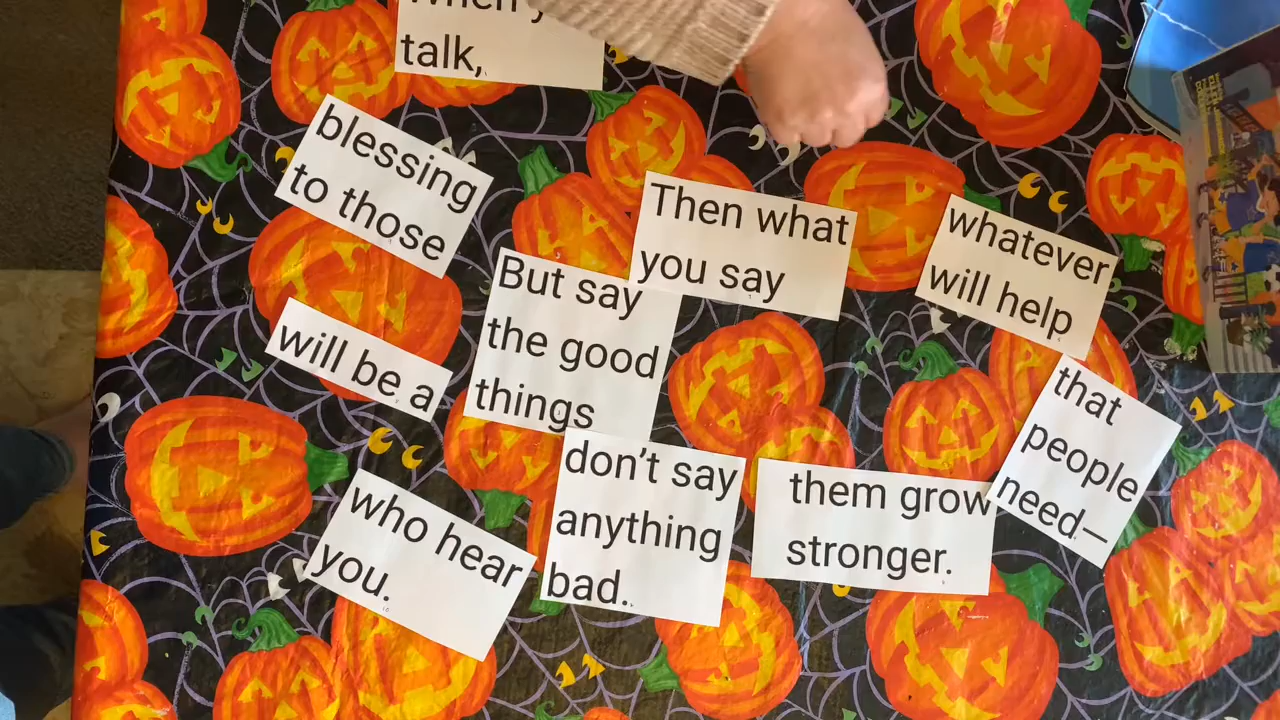 When y
talk,
blessing
to those
Then what
you say
whatever
will help
But say
the good
things
will be a
that
people
need—
don't say
anything
bad.
them grow
stronger.
who hear
you.